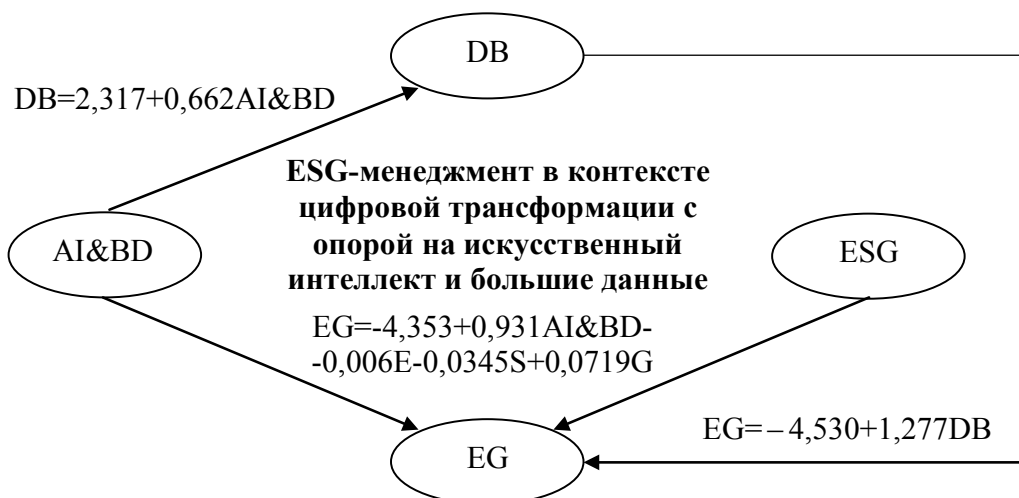 DB
DB=2,317+0,662AI&BD
ESG-менеджмент в контексте
цифровой трансформации с
опорой на искусственный
интеллект и большие данные
AI&BD
ESG
EG=-4,353+0,931AI&BD-
-0,006E-0,0345S+0,0719G
EG=–4,530+1,277DB
EG